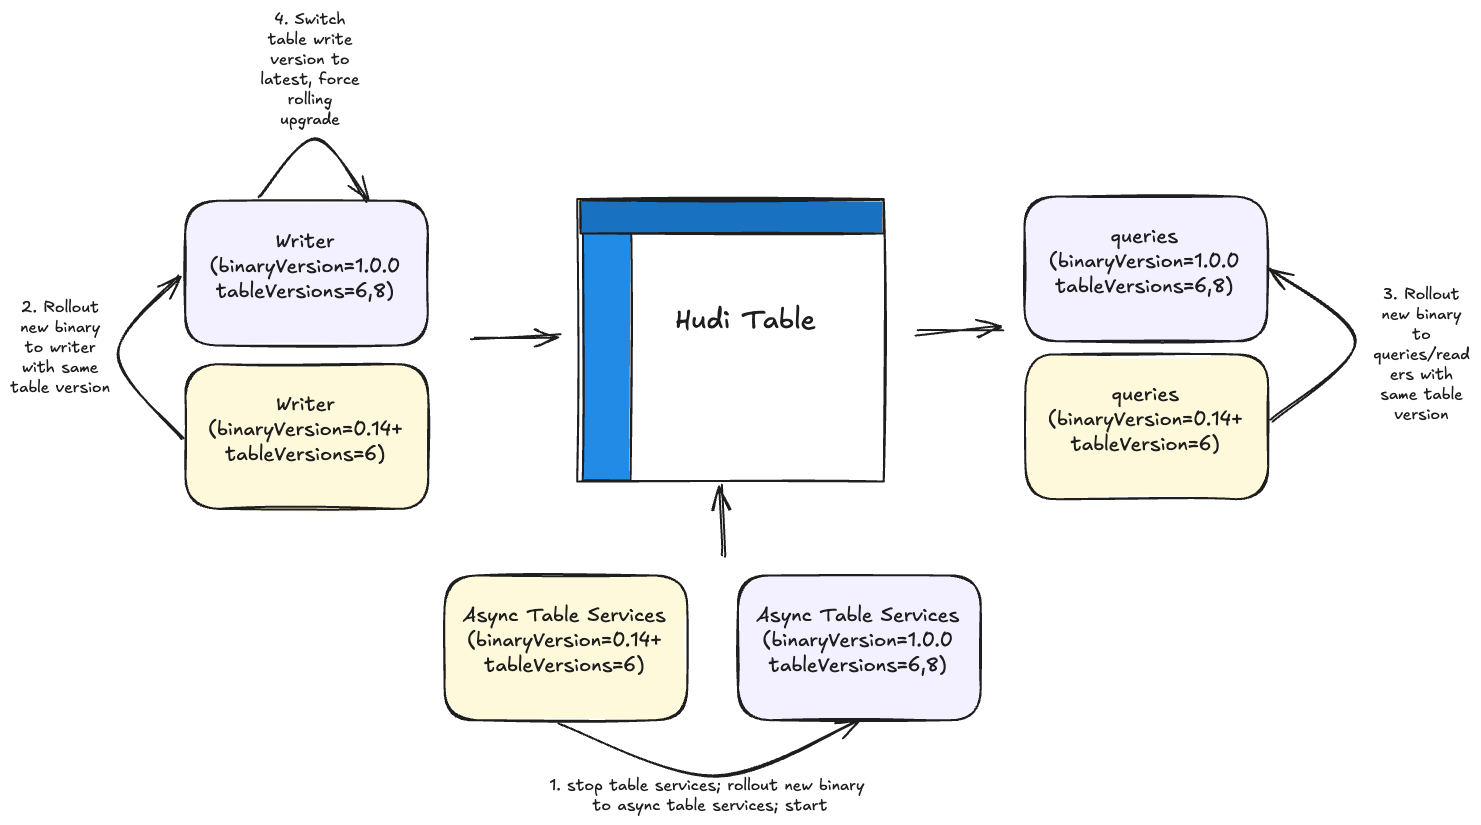 4. Switch
table write
version to
latest, force
rolling
upgrade
Writer
(binaryVersion=1.0.0
tableVersions=6,8)
2. Rollout
new binary
to writer
with same
table version
Writer
(binaryVersion=0.14+
tableVersions=6)
Hudi Table
queries
(binaryVersion=1.0.0
tableVersions=6,8)
3. Rollout
new binary
to
queries/read
ers with
same table
version
queries
(binaryVersion=0.14+
tableVersion=6)
Async Table Services
(binaryVersion=0.14+
tableVersions=6)
Async Table Services
(binaryVersion=1.0.0
tableVersions=6,8)
1. stop table services; rollout new binary
to async table services; start